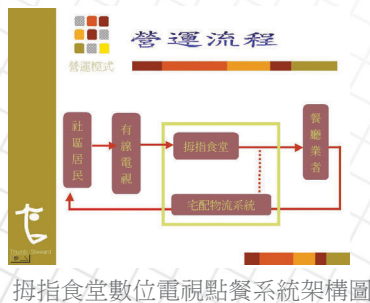 營運流程
營運模式
社區居民
有線電視
拇指食堂
餐廳業者
宅配物流系統
拇指食堂數位電視點餐系統架構圖